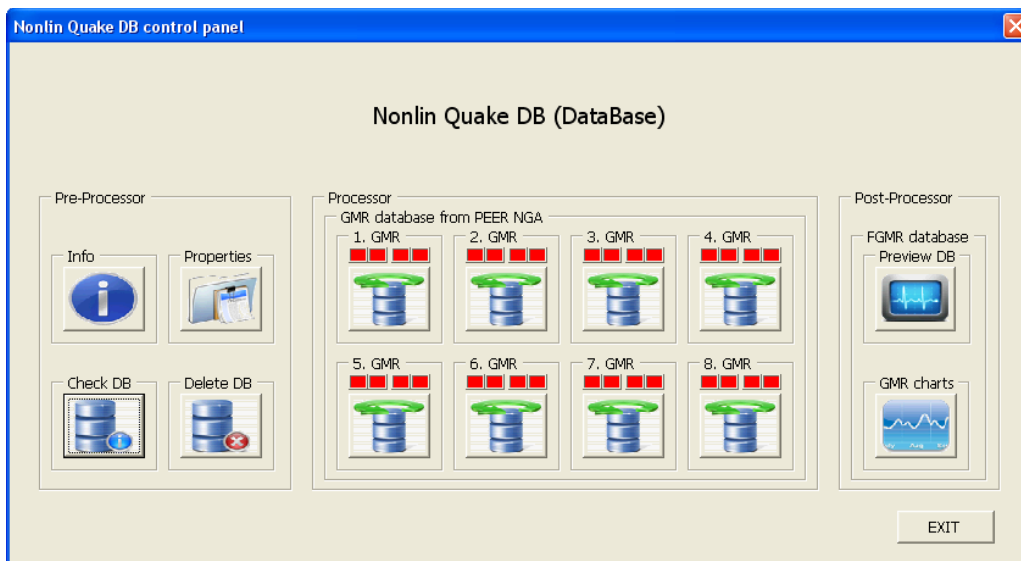 Nonlin Quake DB control panel
Nonlin Quake DB (DataBase)
Pre-Processor
Info
Properties
Check DB
Delete DB
Processor
GMR database from PEER NGA
1. GMR
2. GMR
3. GMR
4. GMR
5. GMR
6. GMR
7. GMR
8. GMR
Post-Processor
FGMR database
Preview DB
GMR charts
EXIT